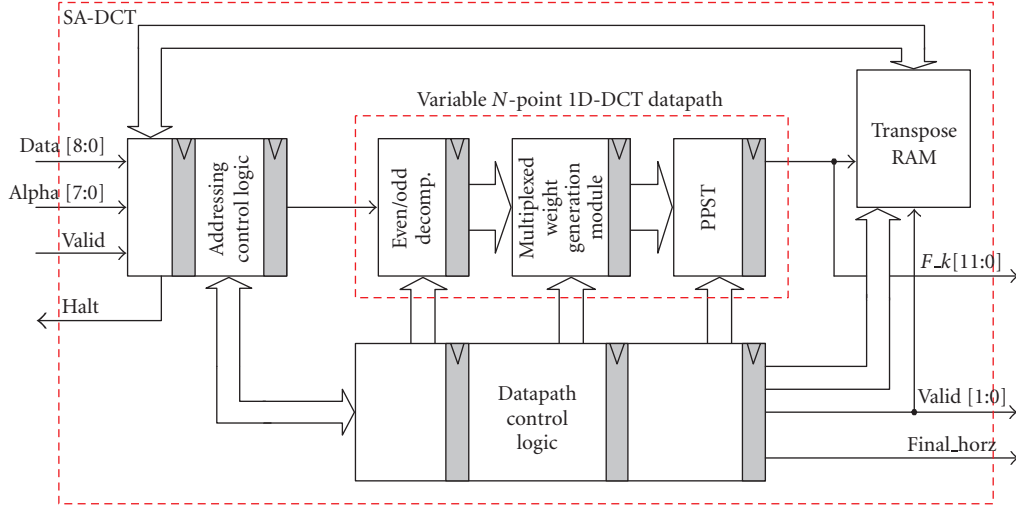 SA-DCT
Variable N-point 1D-DCT datapath
Data [8:0]
Alpha [7:0]
Valid
Halt
Addressing
control logic
Even/odd
decomp.
Multiplexed
weight
generation
module
PPST
Transpose
RAM
F_k[11:0]
Datapath
control
logic
Valid [1:0]
Final_horz